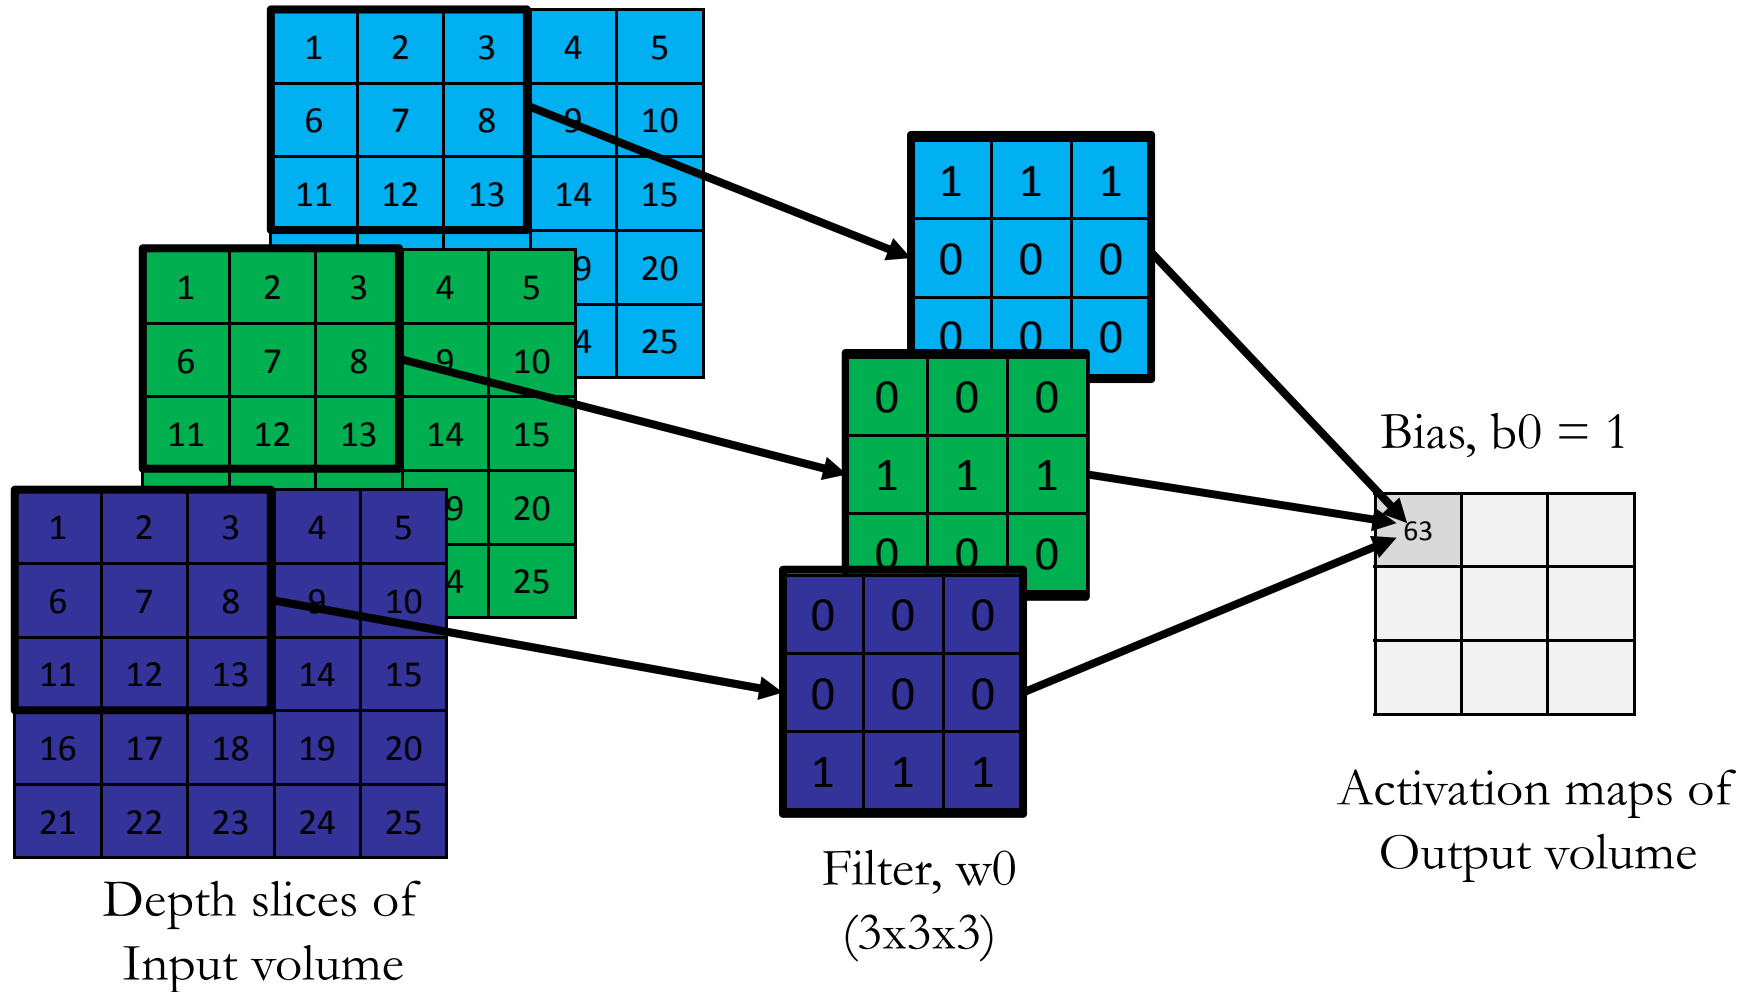 1 2 3 4 5
6 7 8 9 10
11 12 13 14 15
20
25
1 2 3 4 5
6 7 8 9 10
11 12 13 14 15
20
25
1 2 3 4 5
6 7 8 9 10
11 12 13 14 15
16 17 18 19 20
21 22 23 24 25
Depth slices of
Input volume
1 1 1
0 0 0
0 0 0
0 0 0
1 1 1
0 0 0
0 0 0
0 0 0
1 1 1
Filter, w0
(3x3x3)
Bias, b0 = 1
63
Activation maps of
Output volume